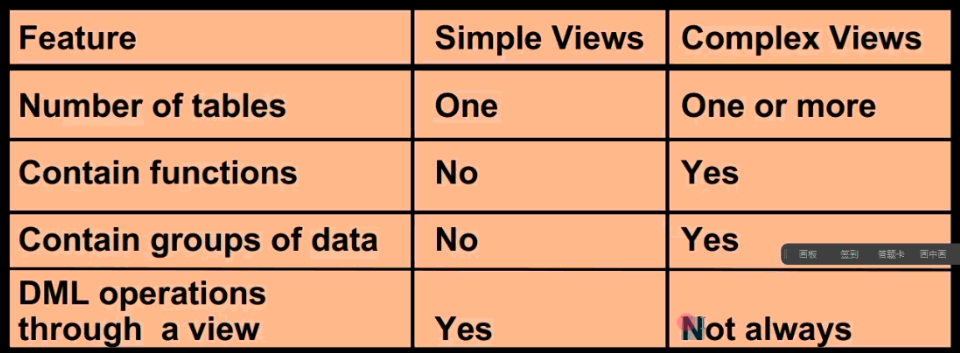 Feature Simple Views Complex Views
Number of tables One One or more
Contain functions No Yes
Contain groups of data No Yes
画板 签到 答题卡 画中画
DML operations
through a view Yes Not always